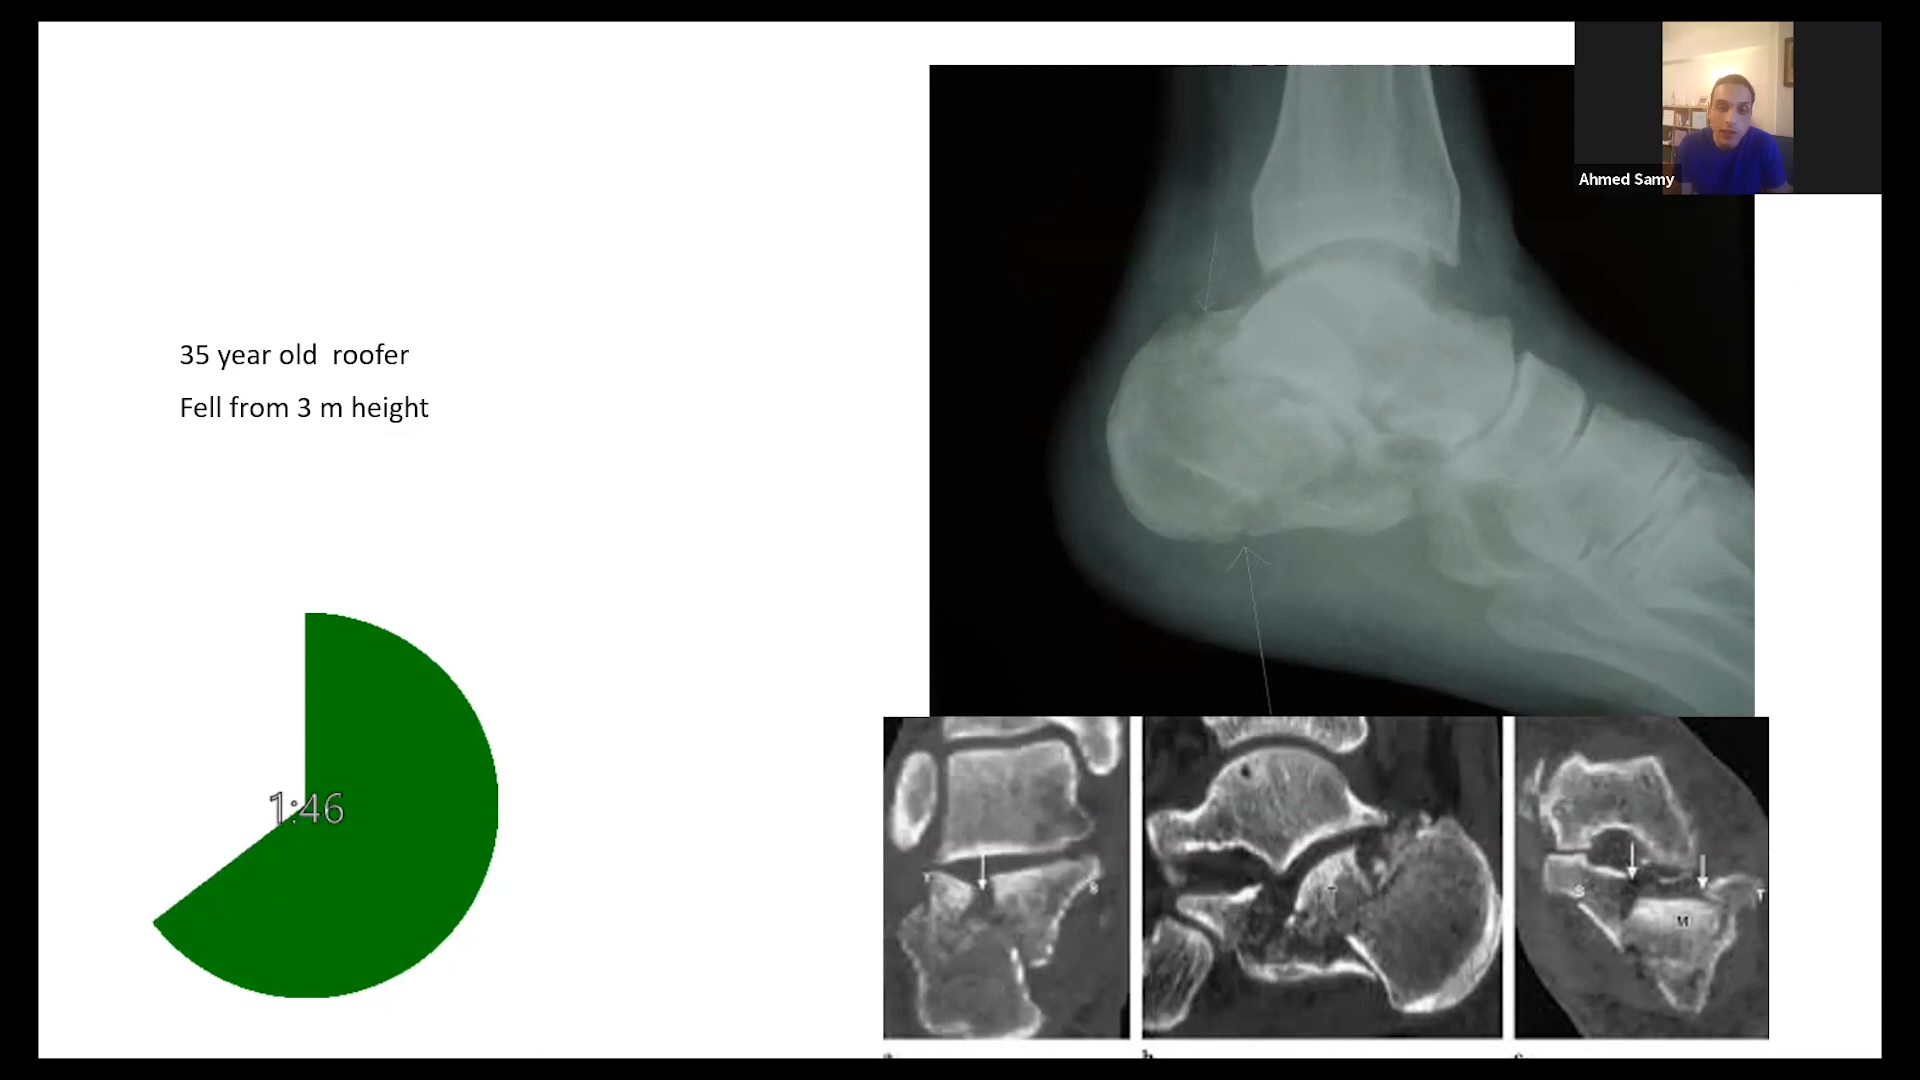 Ahmed Samy
35 year old roofer
Fell from 3 m height
1:46
T
S
T
S
T
M